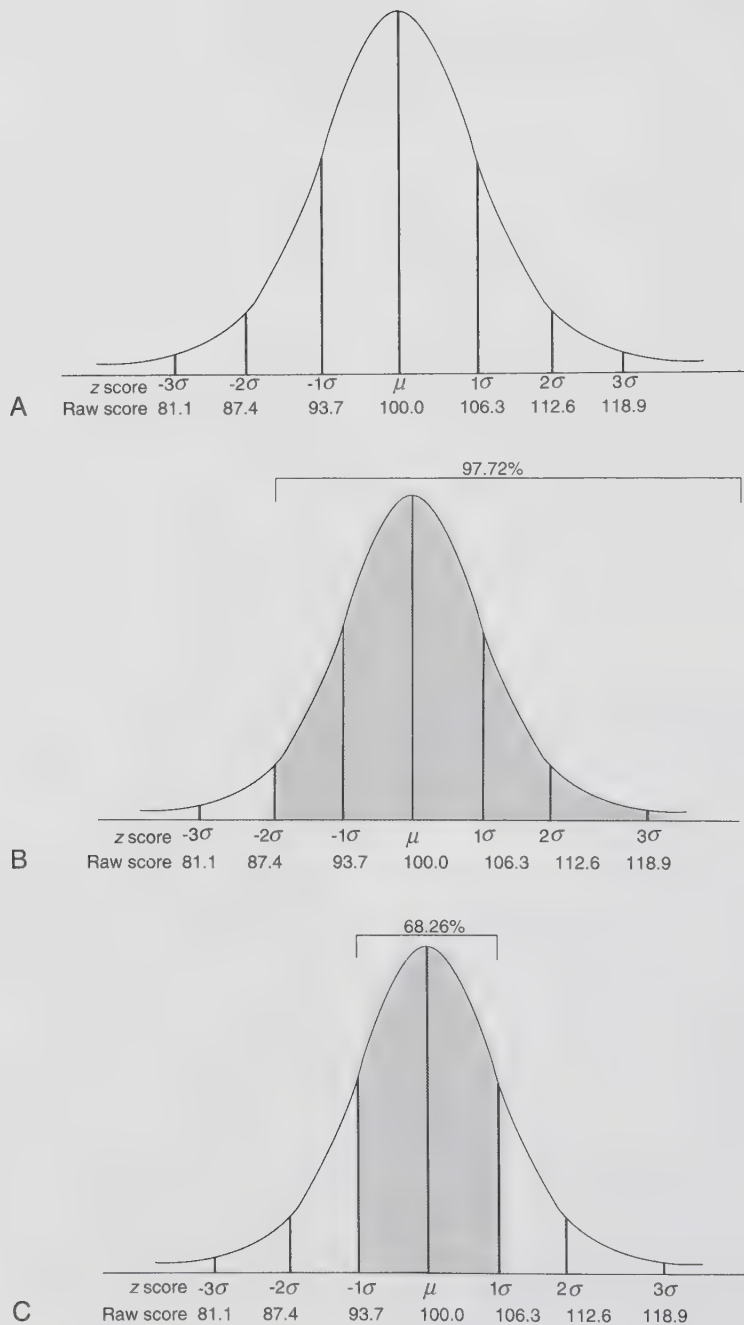 z score -3σ -2σ -1σ μ 1σ 2σ 3σ
A Raw score 81.1 87.4 93.7 100.0 106.3 112.6 118.9
97.72%
z score -3σ -2σ -1σ μ 1σ 2σ 3σ
B Raw score 81.1 87.4 93.7 100.0 106.3 112.6 118.9
68.26%
z score -3σ -2σ -1σ μ 1σ 2σ 3σ
C Raw score 81.1 87.4 93.7 100.0 106.3 112.6 118.9